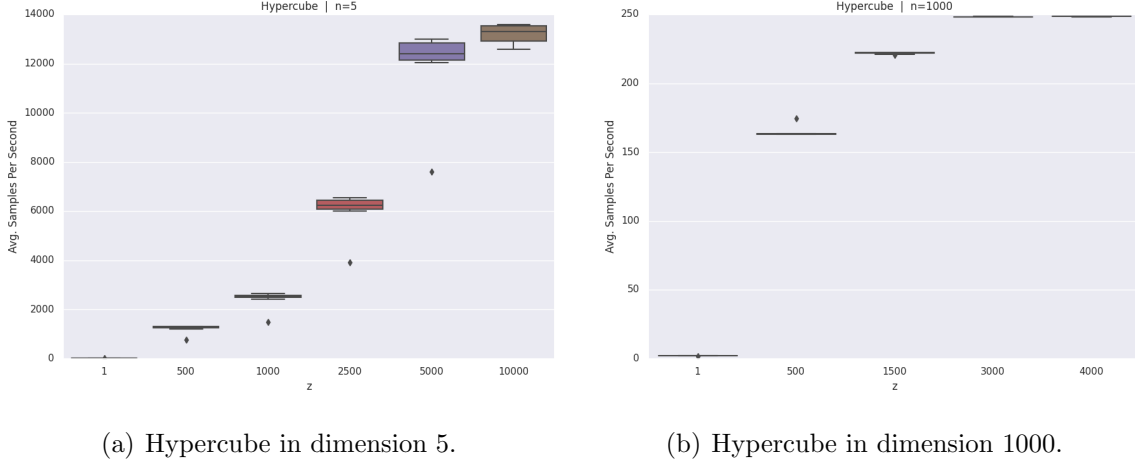 Hypercube | n=5
14000
12000
10000
8000
6000
4000
2000
0
Avg. Samples Per Second
1 500 1000 2500 5000 10000
z
(a) Hypercube in dimension 5.
Hypercube | n=1000
250
200
150
100
50
0
Avg. Samples Per Second
1 500 1500 3000 4000
z
(b) Hypercube in dimension 1000.